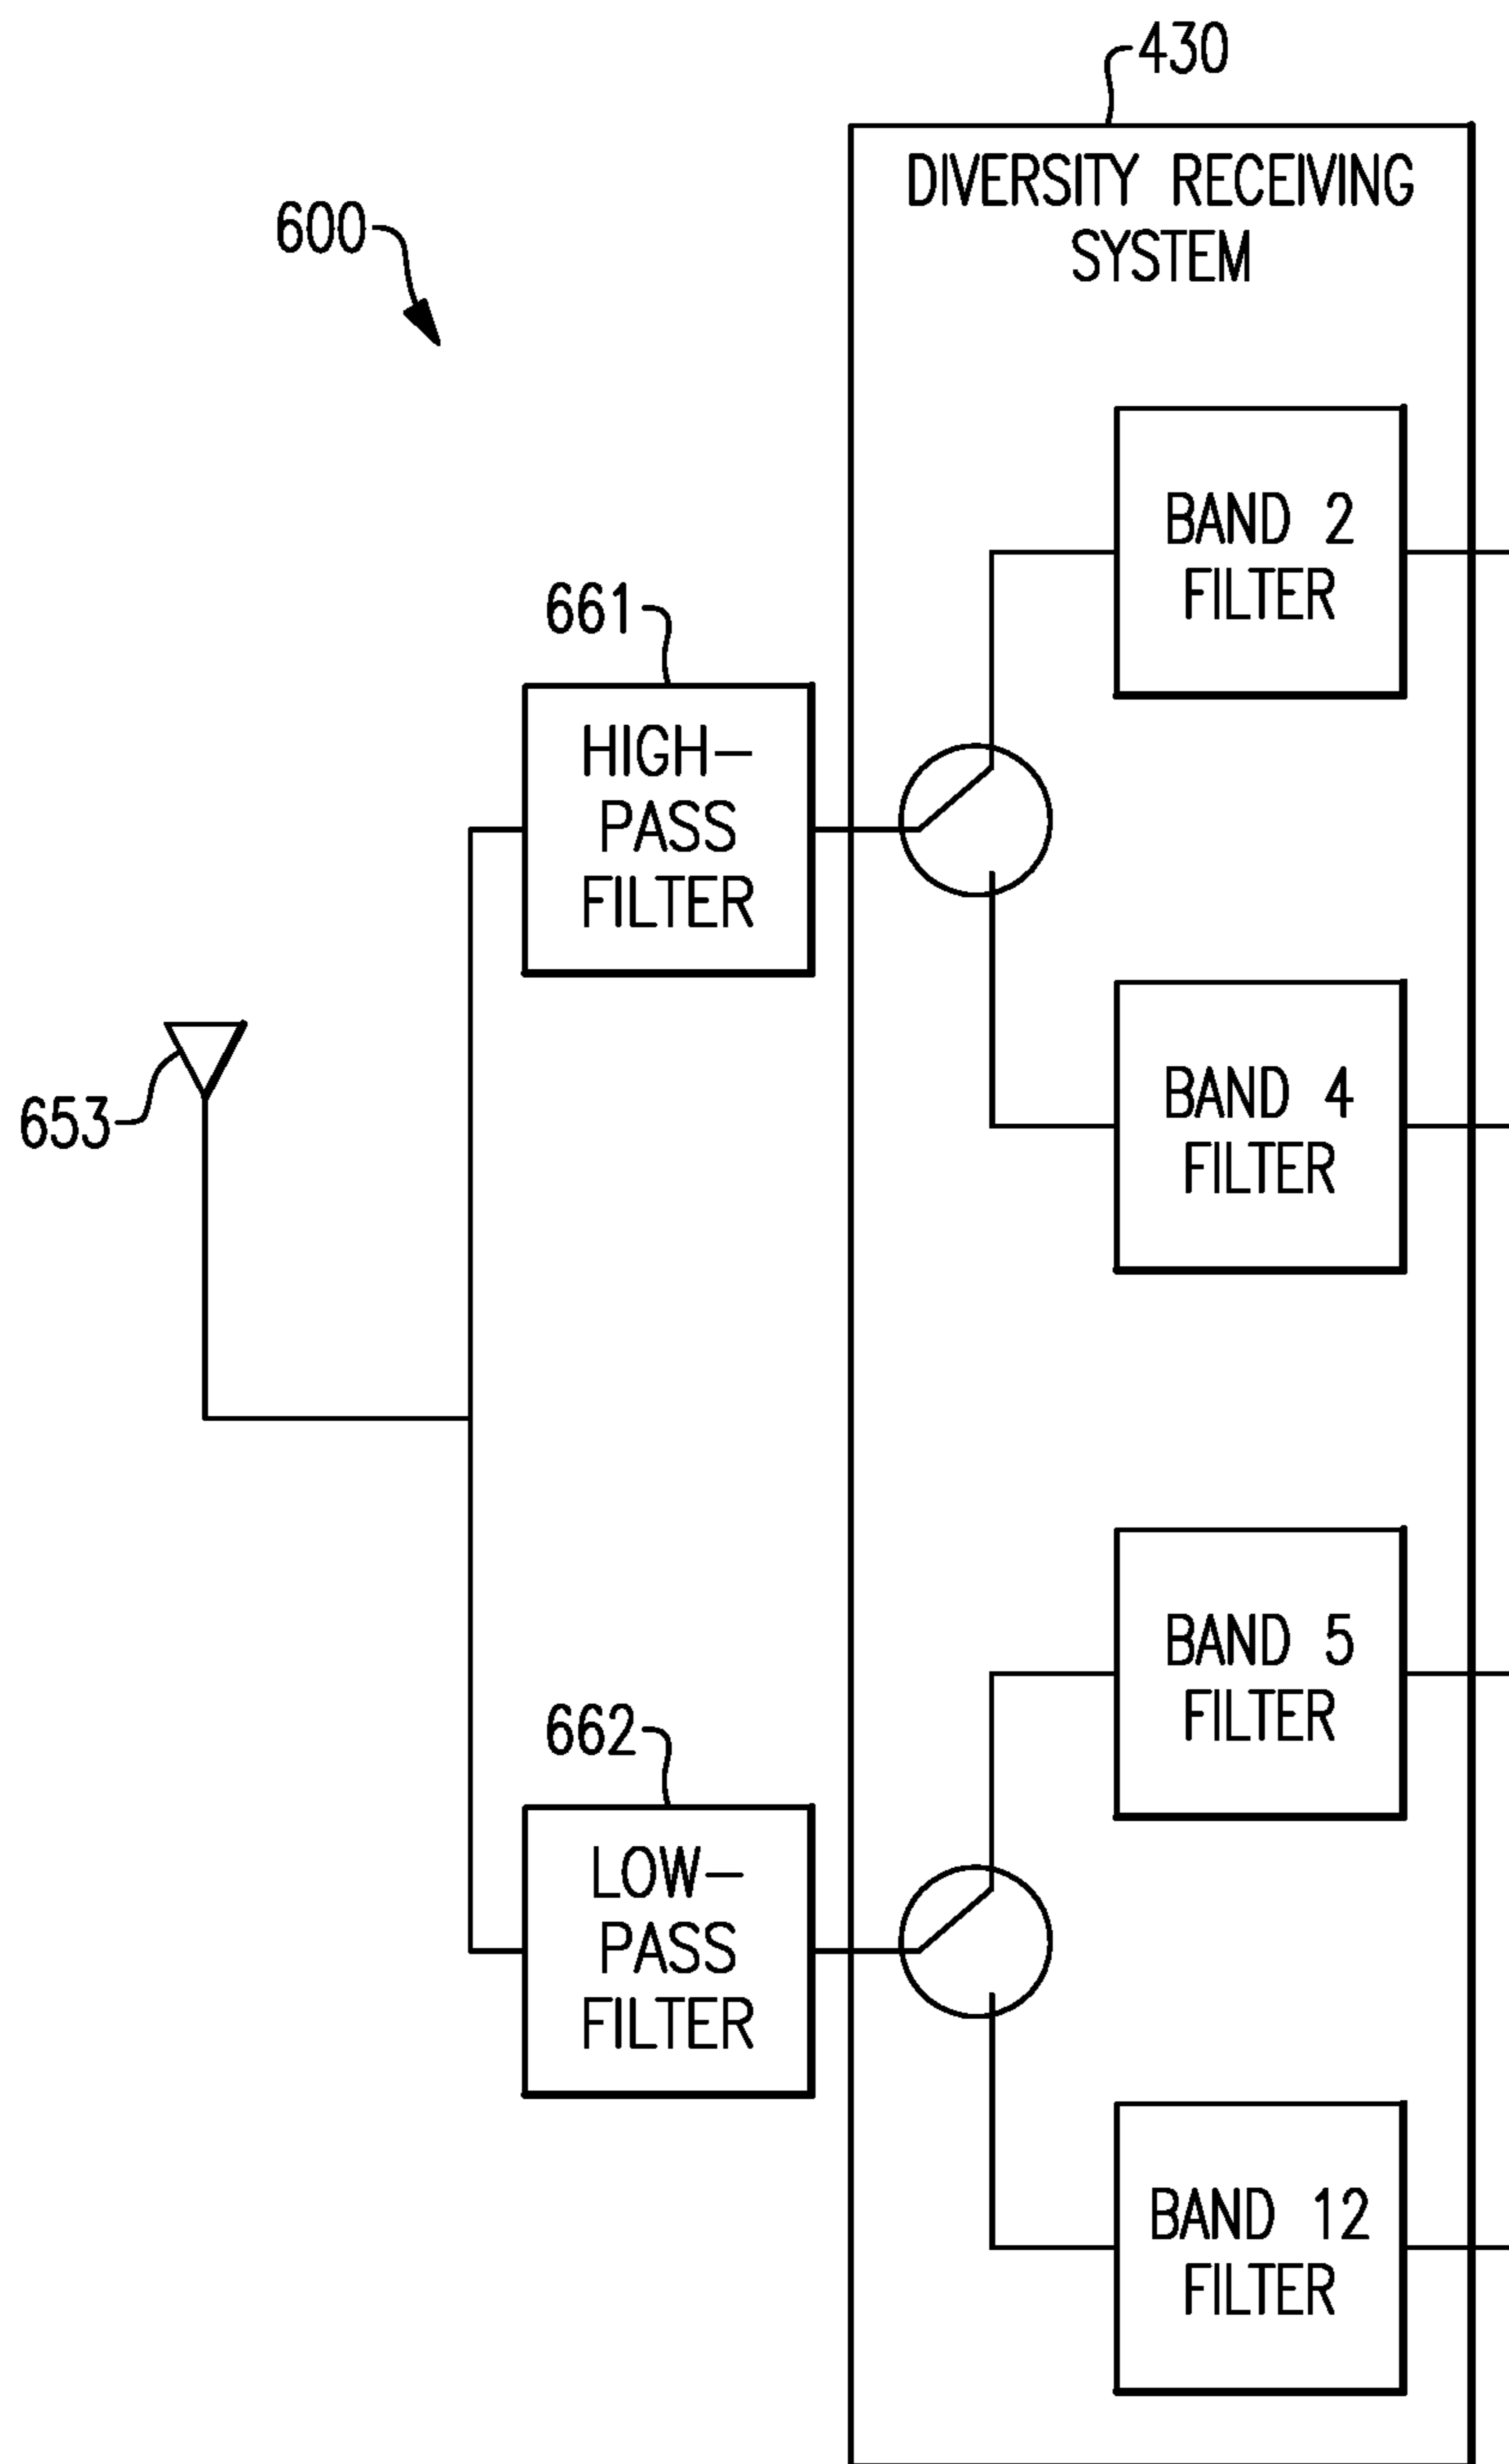 430
DIVERSITY RECEIVING
SYSTEM
600
BAND 2
FILTER
661
HIGH-
PASS
FILTER
653
BAND 4
FILTER
BAND 5
FILTER
662
LOW-
PASS
FILTER
BAND 12
FILTER